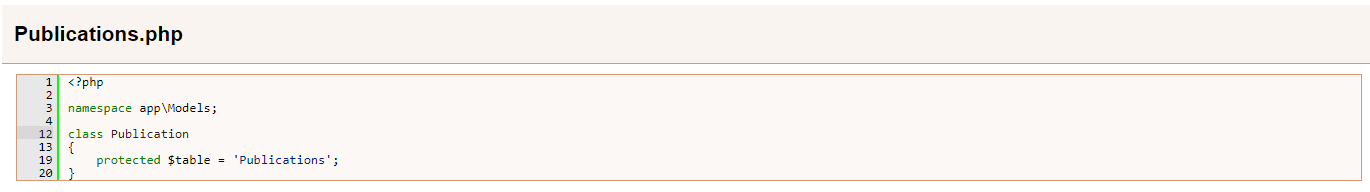 Publications.php
1 <?php
2
3 namespace app\Models;
4
12 class Publication
13 {
19     protected $table = 'Publications';
20 }